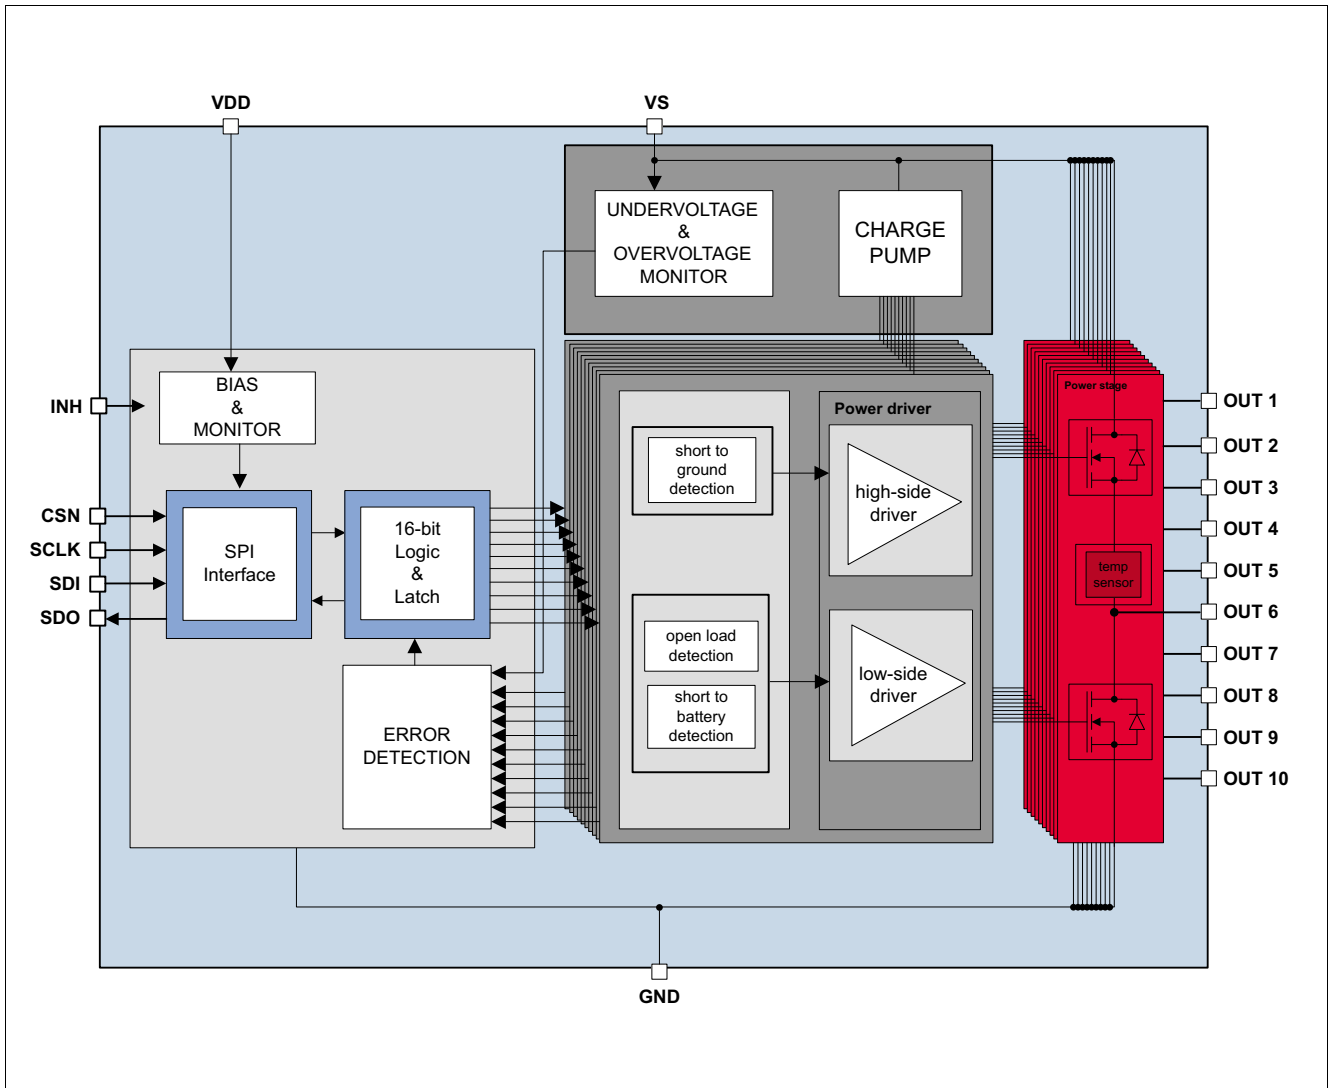 VDD
VS
UNDERVOLTAGE
&
OVERVOLTAGE
MONITOR
CHARGE
PUMP
INH
BIAS
&
MONITOR
CSN
SCLK
SDI
SDO
SPI
Interface
16-bit
Logic
&
Latch
ERROR
DETECTION
short to
ground
detection
open load
detection
short to
battery
detection
Power driver
high-side
driver
low-side
driver
Power stage
temp
sensor
OUT 1
OUT 2
OUT 3
OUT 4
OUT 5
OUT 6
OUT 7
OUT 8
OUT 9
OUT 10
GND